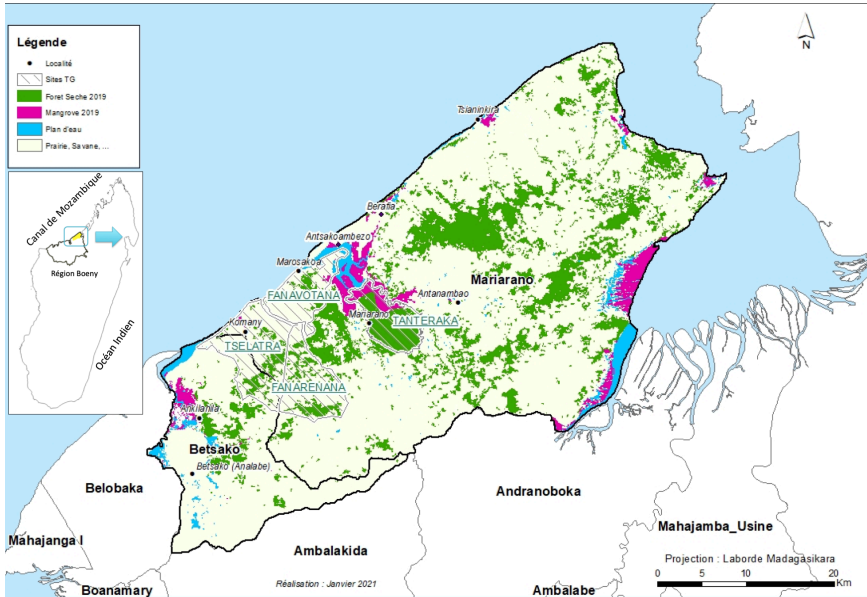 Légende
Localité
Sites TG
Foret Seche 2019
Mangrove 2019
Plan d'eau
Prairie, Savane, ...
N
Canal de Mozambique
Région Boeny
Océan Indien
Tsianinkira
Berafia
Antsakoambezo
Marosakoa
Mariarano
FANAVOTANA
Antanambao
Mariarano
TANTERAKA
Komany
TSELATRA
FANARENANA
Ankilamita
Betsako
Betsako (Analabe)
Belobaka
Andranoboka
Mahajamba_Usine
Mahajanga I
Ambalakida
Projection : Laborde Madagasikara
0 5 10 20
Km
Boanamary
Réalisation : Janvier 2021
Ambalabe